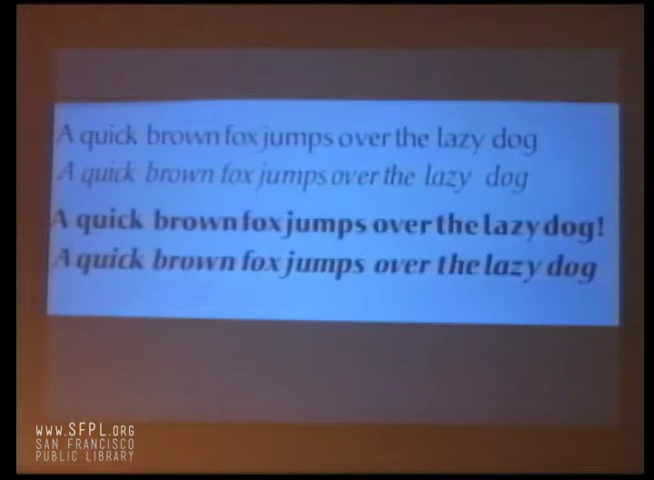 A quick brown fox jumps over the lazy dog
A quick brown fox jumps over the lazy dog
A quick brown fox jumps over the lazy dog!
A quick brown fox jumps over the lazy dog
www.SFPL.ORG
SAN FRANCISCO
PUBLIC LIBRARY